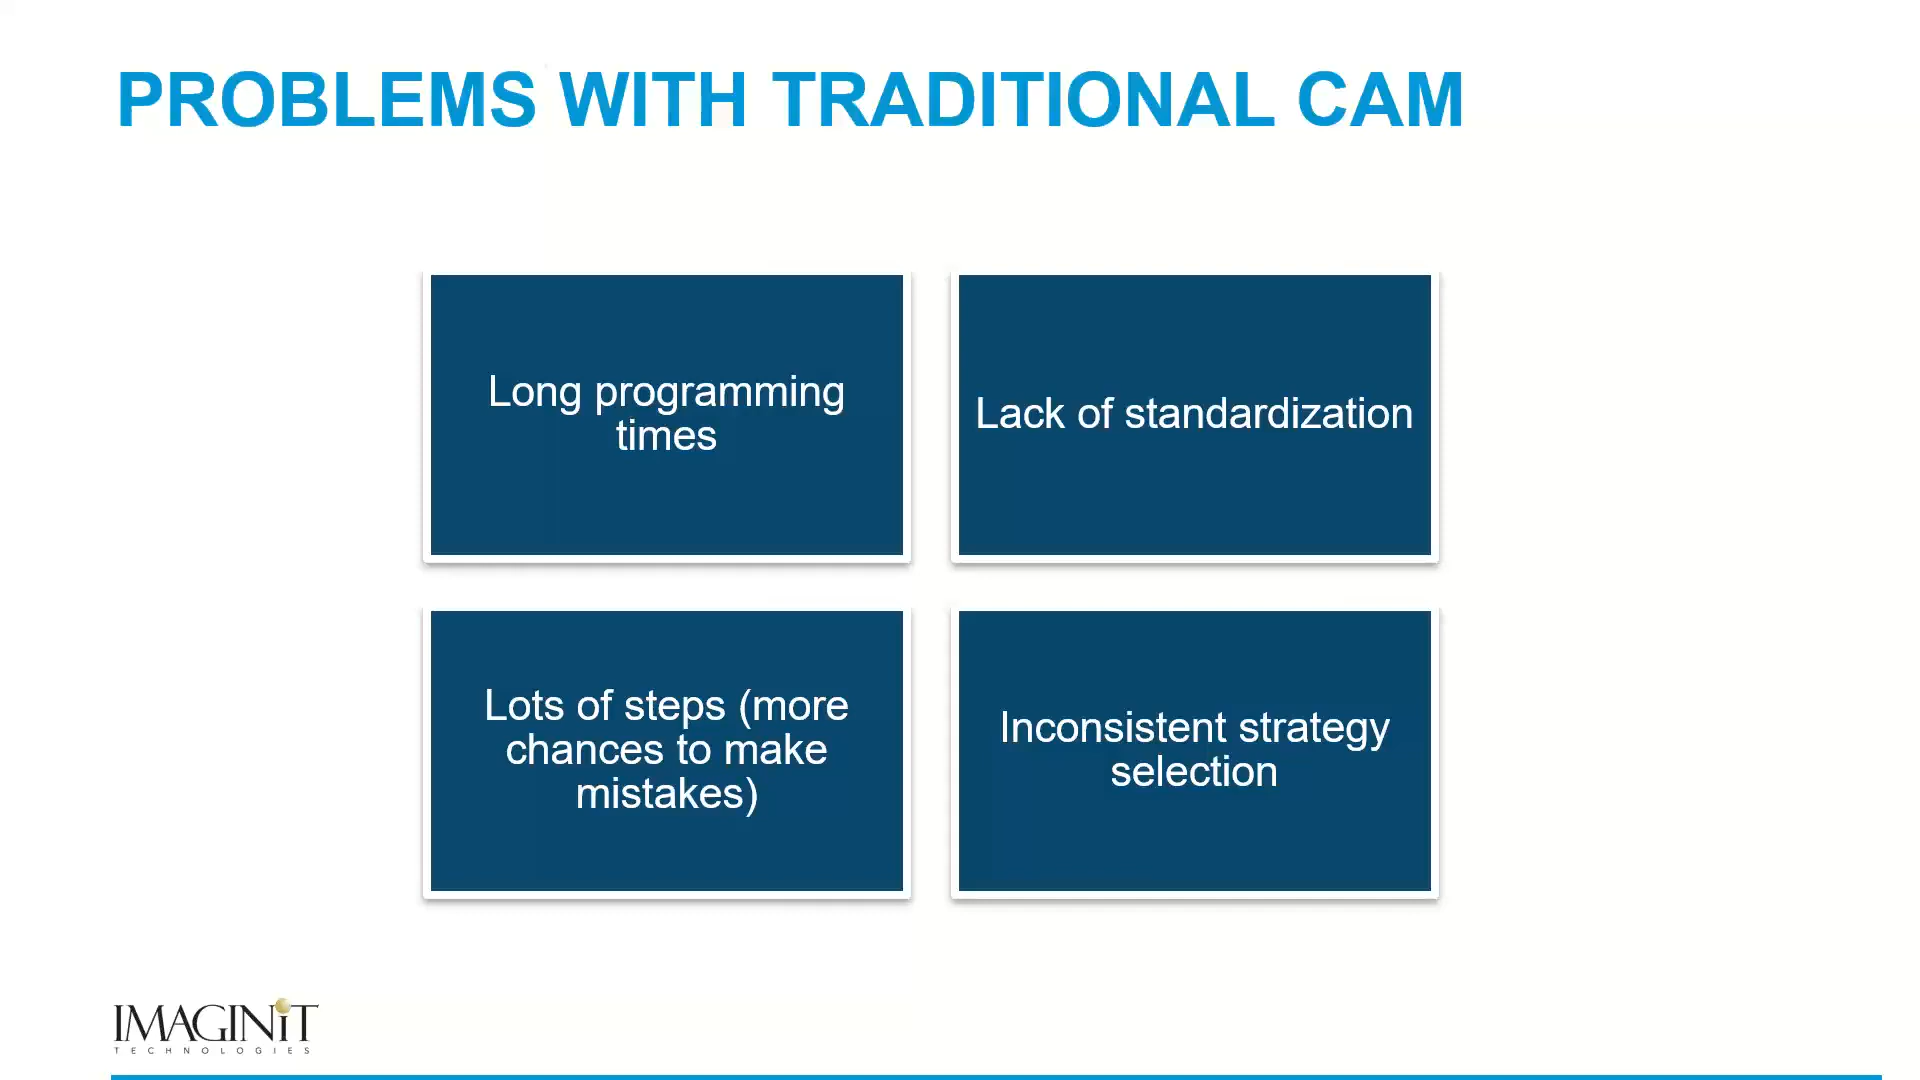 PROBLEMS WITH TRADITIONAL CAM
Long programming
times
Lack of standardization
Lots of steps (more
chances to make
mistakes)
Inconsistent strategy
selection
IMAGINiT
TECHNOLOGIES